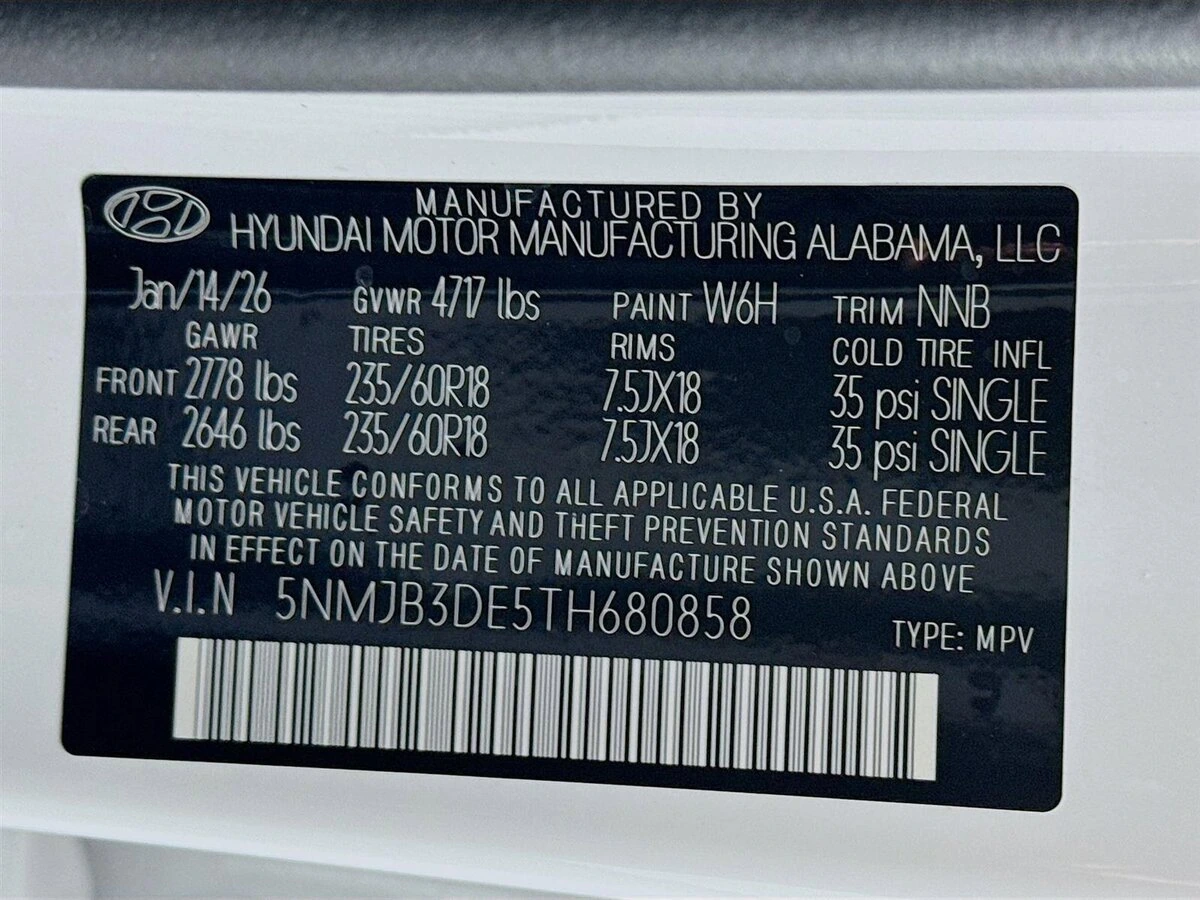 MANUFACTURED BY
HYUNDAI MOTOR MANUFACTURING ALABAMA, LLC
Jan/14/26 GVWR 4717 lbs PAINT W6H TRIM NNB
GAWR TIRES RIMS COLD TIRE INFL
FRONT 2778 lbs 235/60R18 7.5JX18 35 psi SINGLE
REAR 2646 lbs 235/60R18 7.5JX18 35 psi SINGLE
THIS VEHICLE CONFORMS TO ALL APPLICABLE U.S.A. FEDERAL
MOTOR VEHICLE SAFETY AND THEFT PREVENTION STANDARDS
IN EFFECT ON THE DATE OF MANUFACTURE SHOWN ABOVE
V.I.N 5NMJB3DE5TH680858
TYPE: MPV